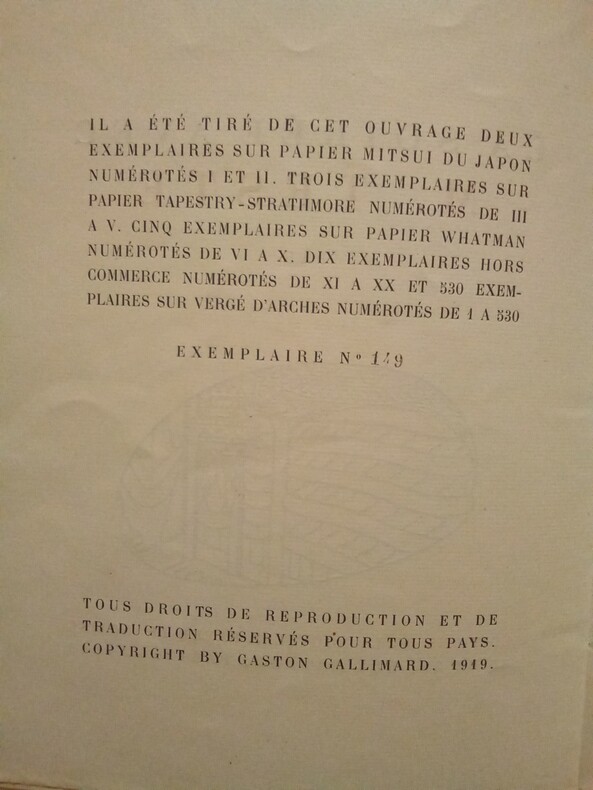 IL A ÉTÉ TIRÉ DE CET OUVRAGE DEUX
EXEMPLAIRES SUR PAPIER MITSUI DU JAPON
NUMÉROTÉS I ET II. TROIS EXEMPLAIRES SUR
PAPIER TAPESTRY-STRATHMORE NUMÉROTÉS DE III
A V. CINQ EXEMPLAIRES SUR PAPIER WHATMAN
NUMÉROTÉS DE VI A X. DIX EXEMPLAIRES HORS
COMMERCE NUMÉROTÉS DE XI A XX ET 530 EXEM-
PLAIRES SUR VERGÉ D'ARCHES NUMÉROTÉS DE 1 A 530
EXEMPLAIRE Nº 149
TOUS DROITS DE REPRODUCTION ET DE
TRADUCTION RÉSERVÉS POUR TOUS PAYS.
COPYRIGHT BY GASTON GALLIMARD. 1919.